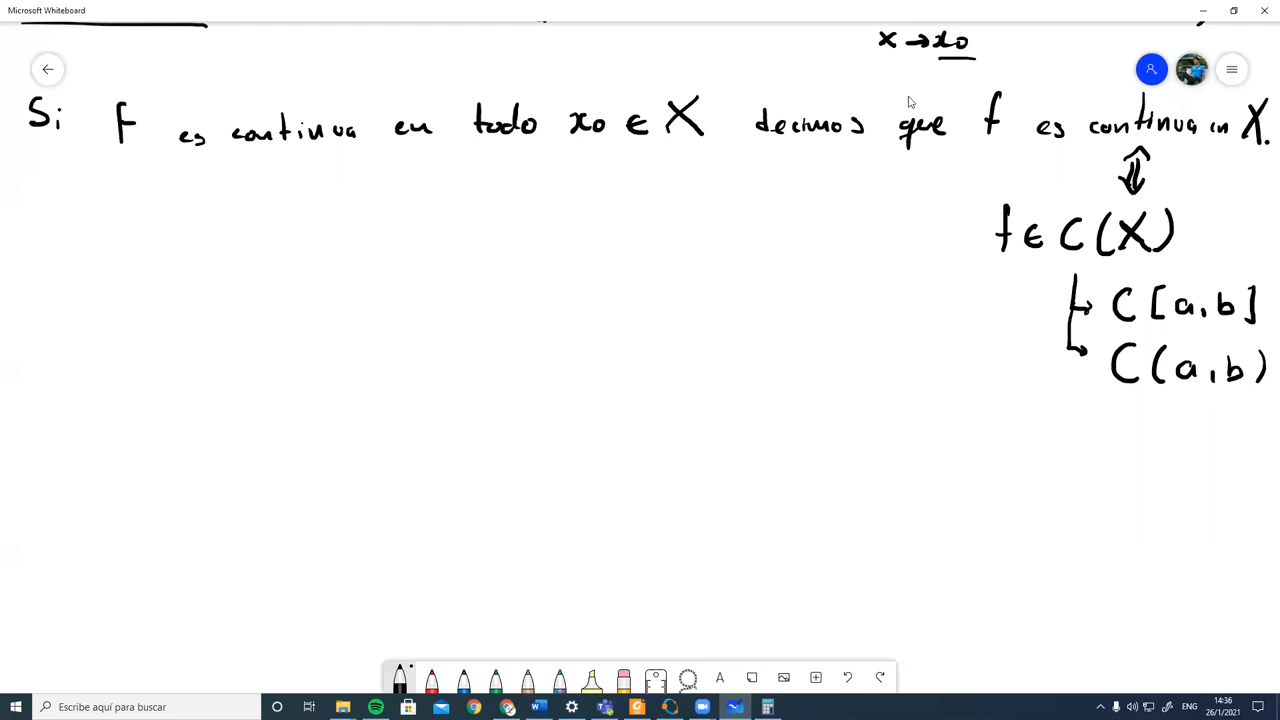 Microsoft Whiteboard
x → x0
Si f es continua en todo x0 ∈ X decimos que f es continua en X.
⇕
f ∈ C(X)
↳ C[a,b]
↳ C(a,b)
A
Escribe aquí para buscar
ENG
14:36
26/1/2021